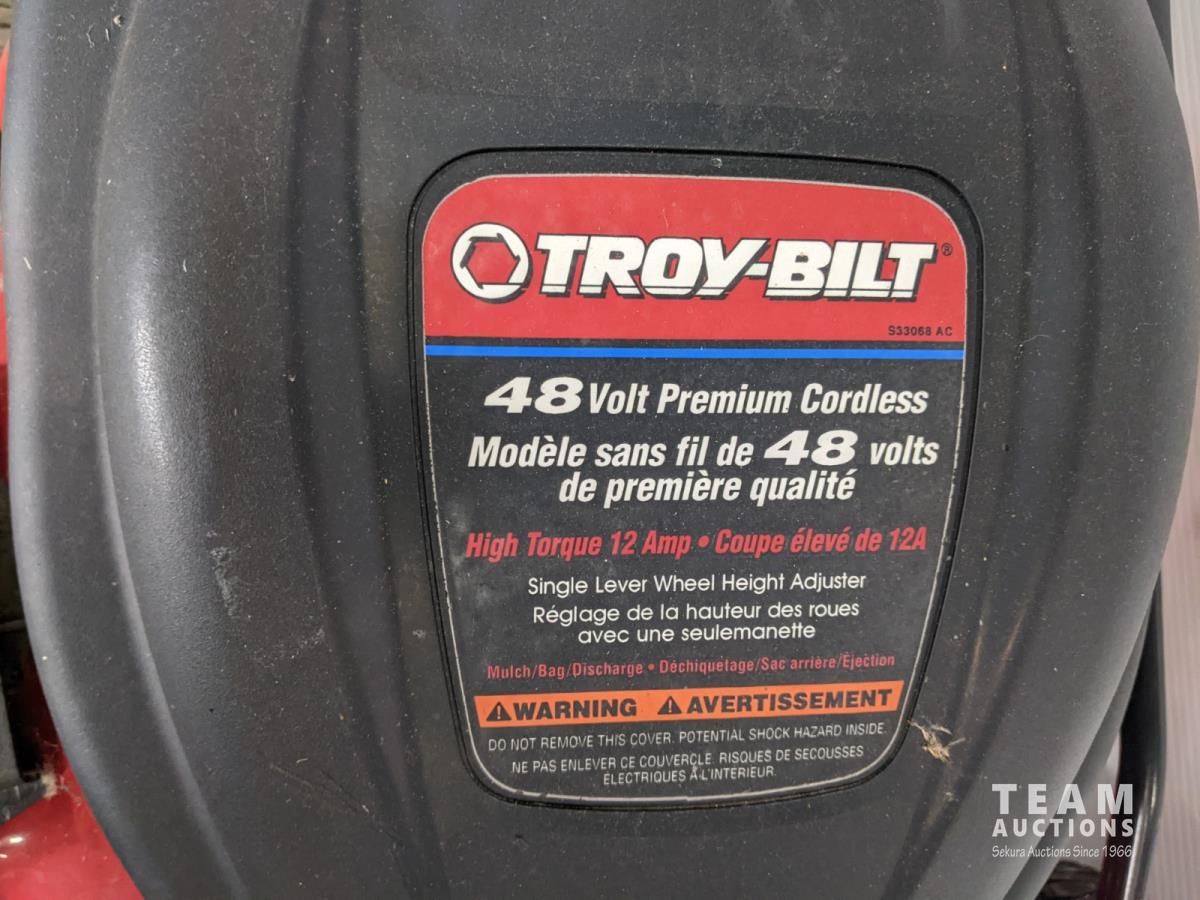 TROY-BILT®
S33068 AC
48 Volt Premium Cordless
Modèle sans fil de 48 volts
de première qualité
High Torque 12 Amp • Coupe élevé de 12A
Single Lever Wheel Height Adjuster
Réglage de la hauteur des roues
avec une seulemanette
Mulch/Bag/Discharge • Déchiquetage/Sac arrière/Éjection
⚠WARNING ⚠AVERTISSEMENT
DO NOT REMOVE THIS COVER. POTENTIAL SHOCK HAZARD INSIDE.
NE PAS ENLEVER CE COUVERCLE. RISQUES DE SECOUSSES
ÉLECTRIQUES À L'INTERIEUR.
TEAM
AUCTIONS
Sekura Auctions Since 1966